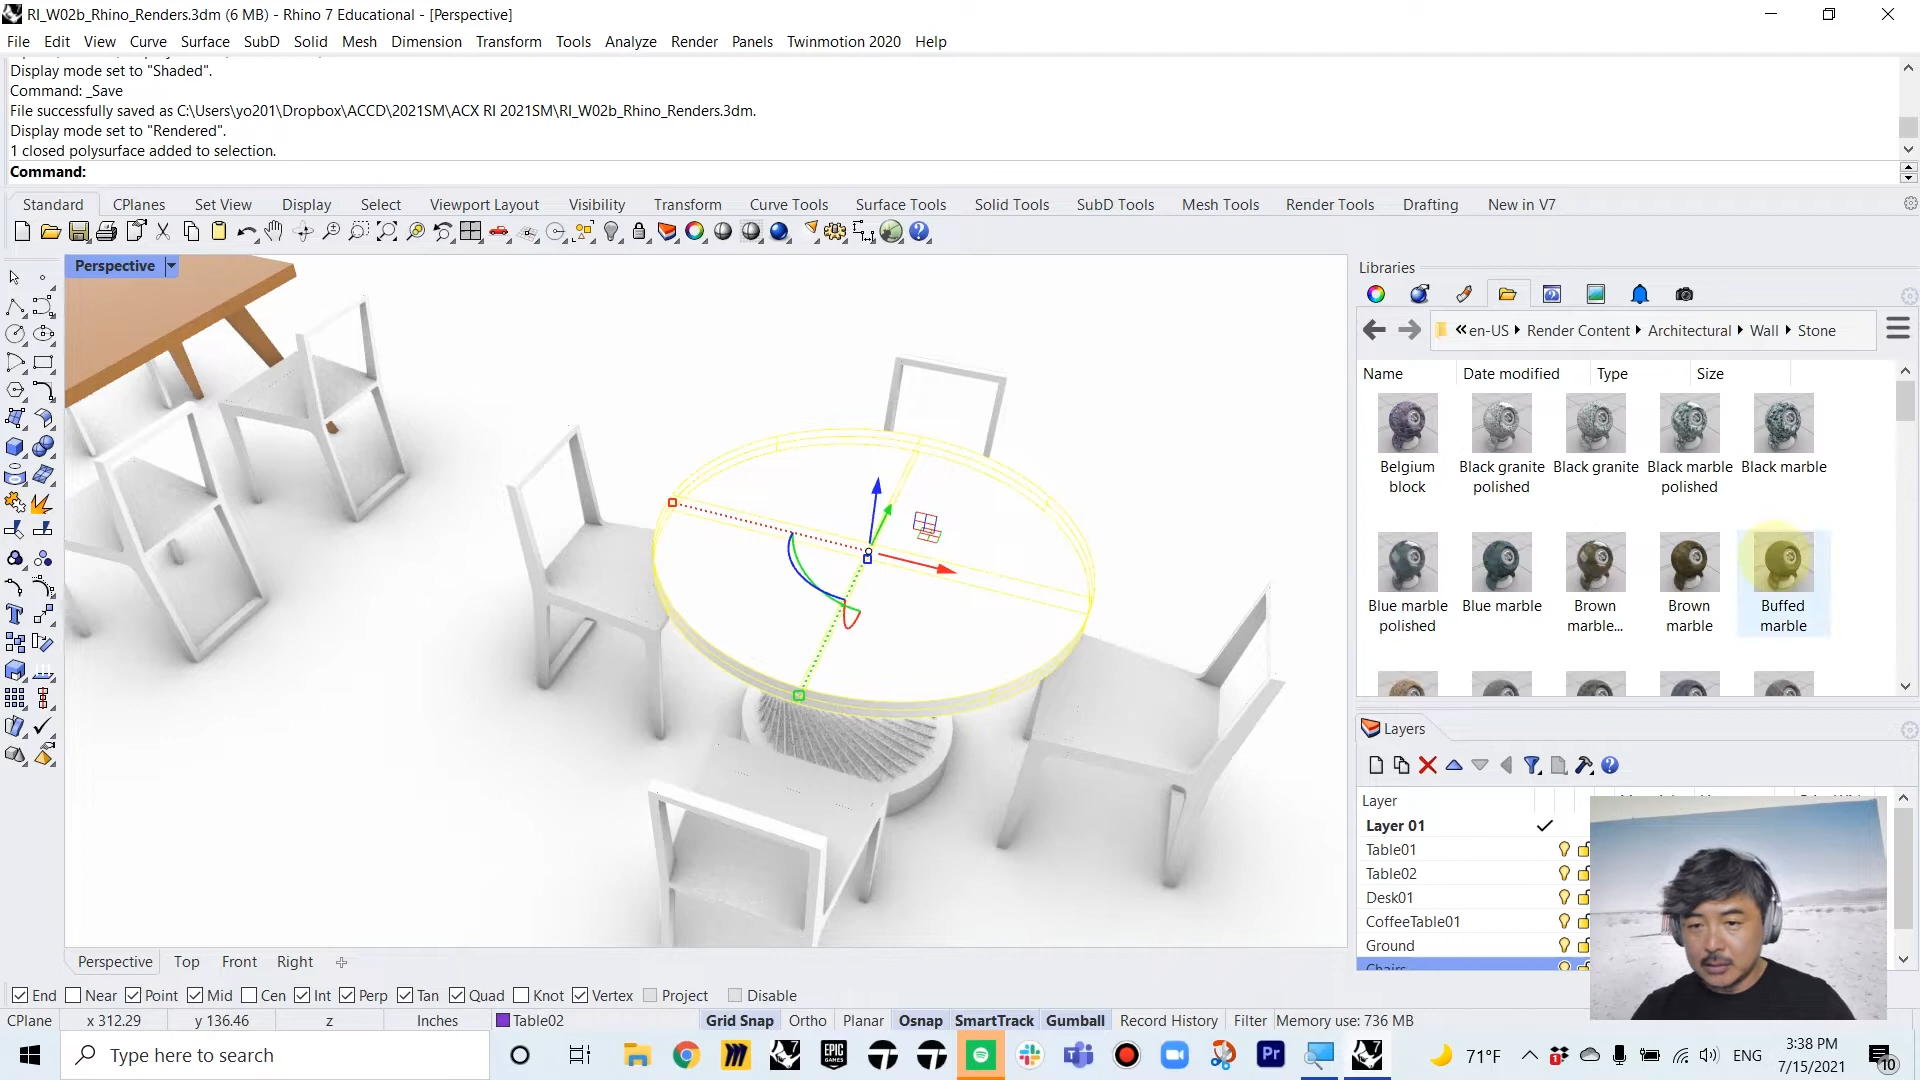 RI_W02b_Rhino_Renders.3dm (6 MB) - Rhino 7 Educational - [Perspective]
File Edit View Curve Surface SubD Solid Mesh Dimension Transform Tools Analyze Render Panels Twinmotion 2020 Help
Display mode set to "Shaded".
Command: _Save
File successfully saved as C:\Users\yo201\Dropbox\ACCD\2021SM\ACX RI 2021SM\RI_W02b_Rhino_Renders.3dm.
Display mode set to "Rendered".
1 closed polysurface added to selection.
Command:
Standard CPlanes Set View Display Select Viewport Layout Visibility Transform Curve Tools Surface Tools Solid Tools SubD Tools Mesh Tools Render Tools Drafting New in V7
Perspective
Libraries
« en-US Render Content Architectural Wall Stone
Name Date modified Type Size
Belgium block
Black granite polished
Black granite
Black marble polished
Black marble
Blue marble polished
Blue marble
Brown marble...
Brown marble
Buffed marble
Layers
Layer
Layer 01
Table01
Table02
Desk01
CoffeeTable01
Ground
Chairs
Perspective Top Front Right
End Near Point Mid Cen Int Perp Tan Quad Knot Vertex Project Disable
CPlane x 312.29 y 136.46 z Inches Table02 Grid Snap Ortho Planar Osnap SmartTrack Gumball Record History Filter Memory use: 736 MB
Type here to search
EPIC GAMES
Pr
71°F
ENG
3:38 PM
7/15/2021
10